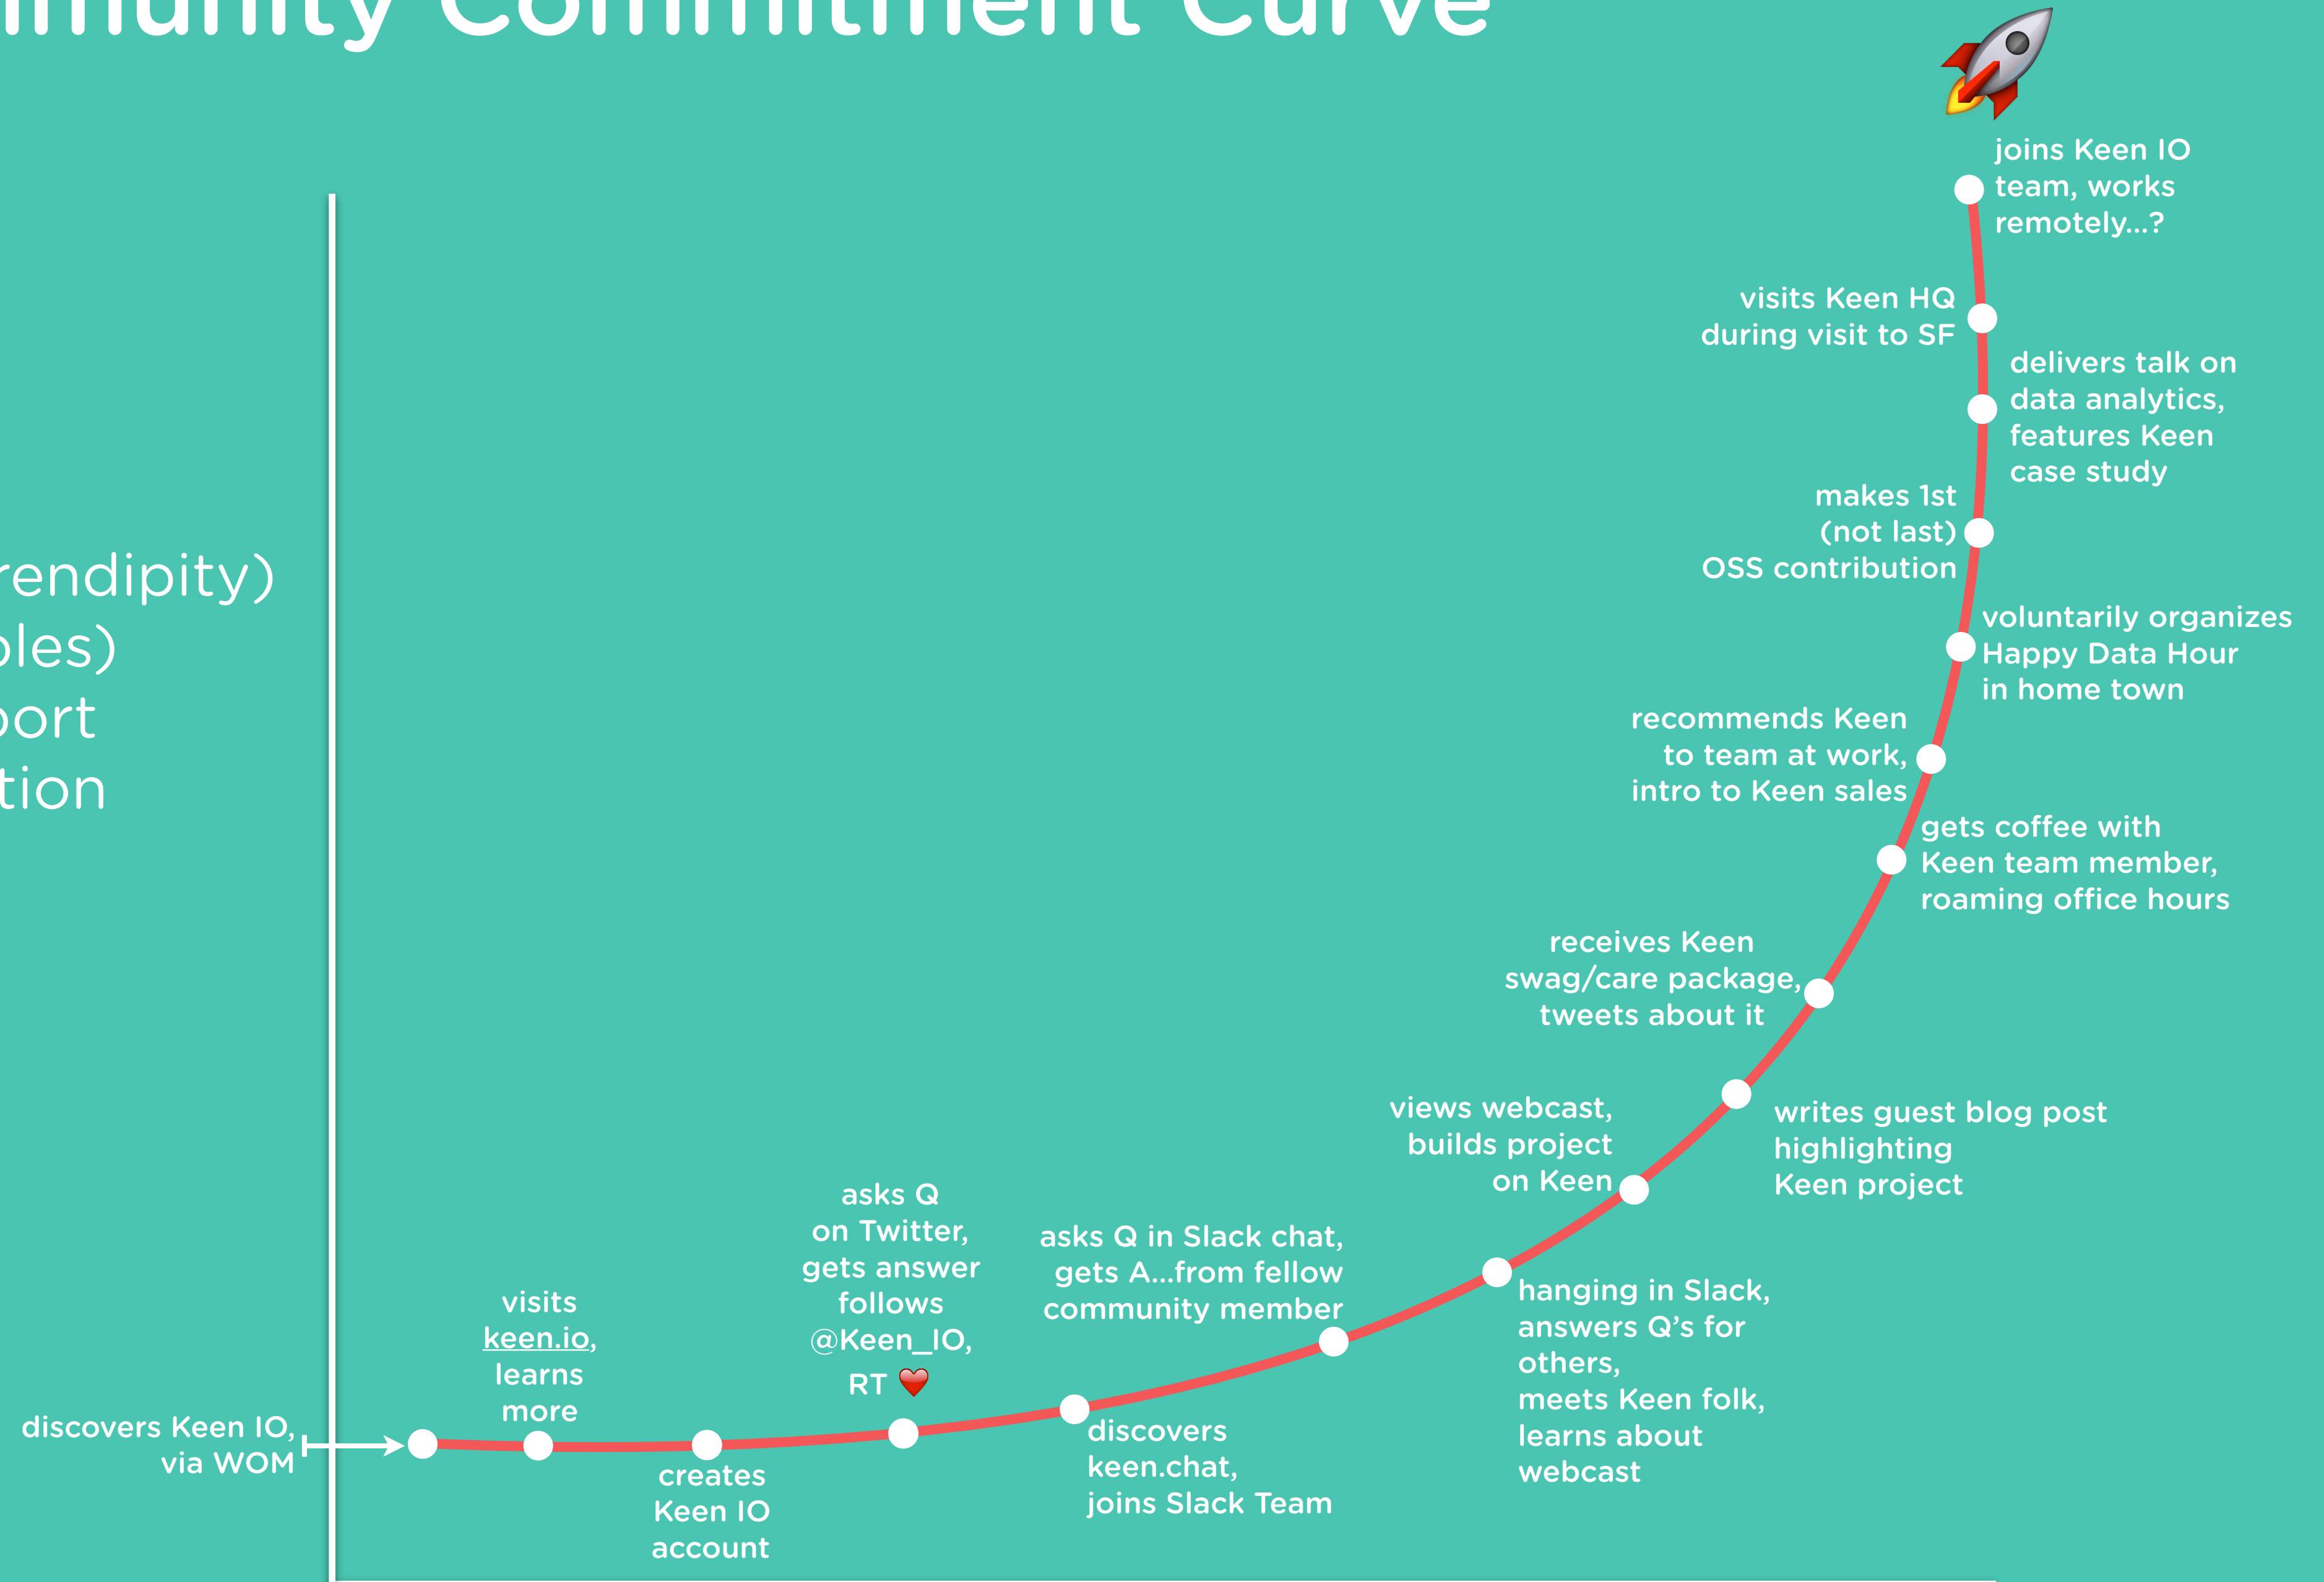 Commitment Curve
rendipity)
discovers Keen IO,
via WOM
visits
keen.io,
learns
more
creates
Keen IO
account
asks Q
on Twitter,
gets answer
follows
@Keen_IO,
RT ❤️
discovers
keen.chat,
joins Slack Team
asks Q in Slack chat,
gets A...from fellow
community member
hanging in Slack,
answers Q's for
others,
meets Keen folk,
learns about
webcast
views webcast,
builds project
on Keen
writes guest blog post
highlighting
Keen project
receives Keen
swag/care package,
tweets about it
gets coffee with
Keen team member,
roaming office hours
recommends Keen
to team at work,
intro to Keen sales
voluntarily organizes
Happy Data Hour
in home town
makes 1st
(not last)
OSS contribution
delivers talk on
data analytics,
features Keen
case study
visits Keen HQ
during visit to SF
joins Keen IO
team, works
remotely...?